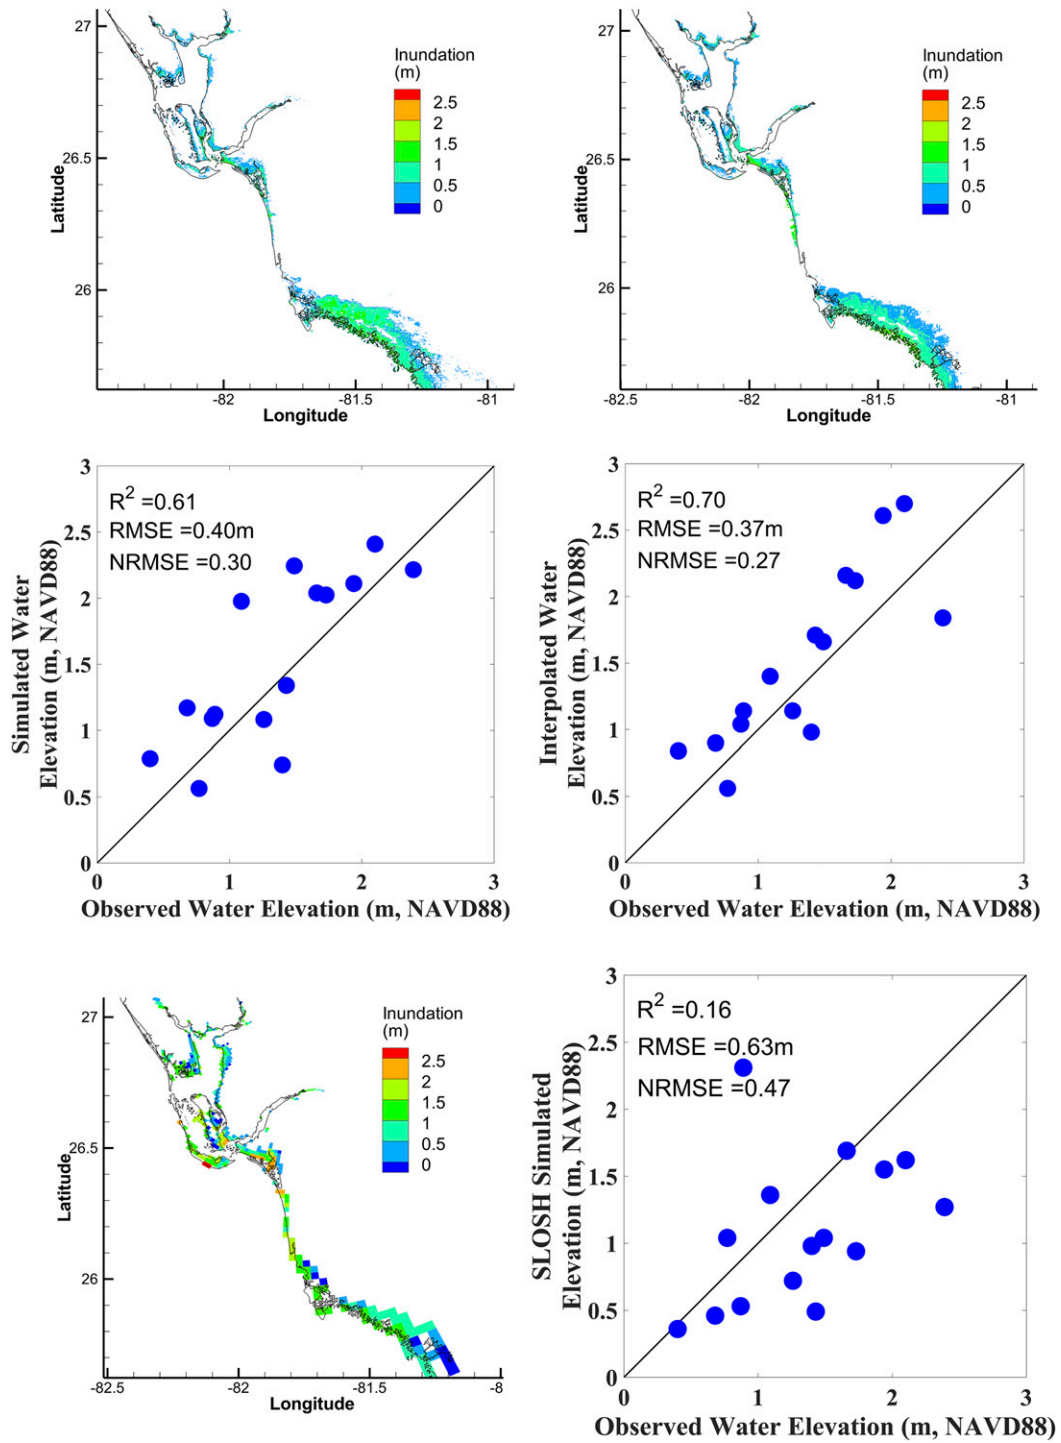 27
26.5
26
Latitude
Inundation
(m)
2.5
2
1.5
1
0.5
0
-82
-81.5
-81
Longitude
27
26.5
26
Latitude
Inundation
(m)
2.5
2
1.5
1
0.5
0
-82.5
-82
-81.5
-81
Longitude
3
2.5
2
1.5
1
0.5
0
R2 =0.61
RMSE =0.40m
NRMSE =0.30
Simulated Water
Elevation (m, NAVD88)
0
1
2
3
Observed Water Elevation (m, NAVD88)
3
2.5
2
1.5
1
0.5
0
R2 =0.70
RMSE =0.37m
NRMSE =0.27
Interpolated Water
Elevation (m, NAVD88)
0
1
2
3
Observed Water Elevation (m, NAVD88)
27
26.5
26
Latitude
Inundation
(m)
2.5
2
1.5
1
0.5
0
-82.5
-82
-81.5
-8
Longitude
3
2.5
2
1.5
1
0.5
0
R2 =0.16
RMSE =0.63m
NRMSE =0.47
SLOSH Simulated
Elevation (m, NAVD88)
0
1
2
3
Observed Water Elevation (m, NAVD88)